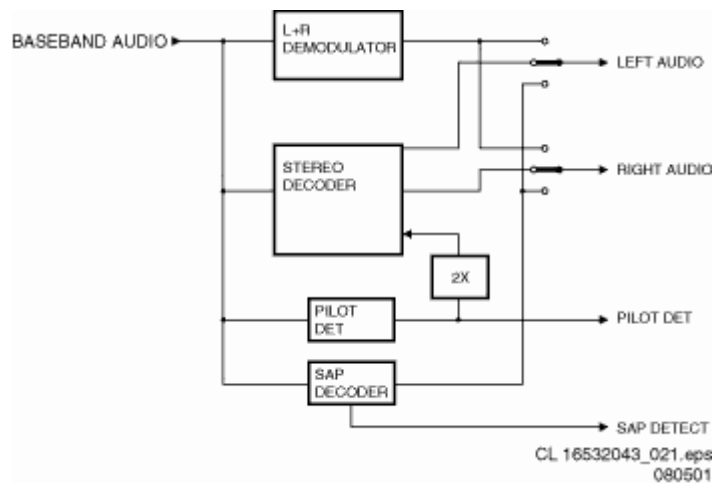 L+R
DEMODULATOR
BASEBAND AUDIO
LEFT AUDIO
STEREO
DECODER
RIGHT AUDIO
2X
PILOT
DET
PILOT DET
SAP
DECODER
SAP DETECT
CL 16532043_021.eps
080501